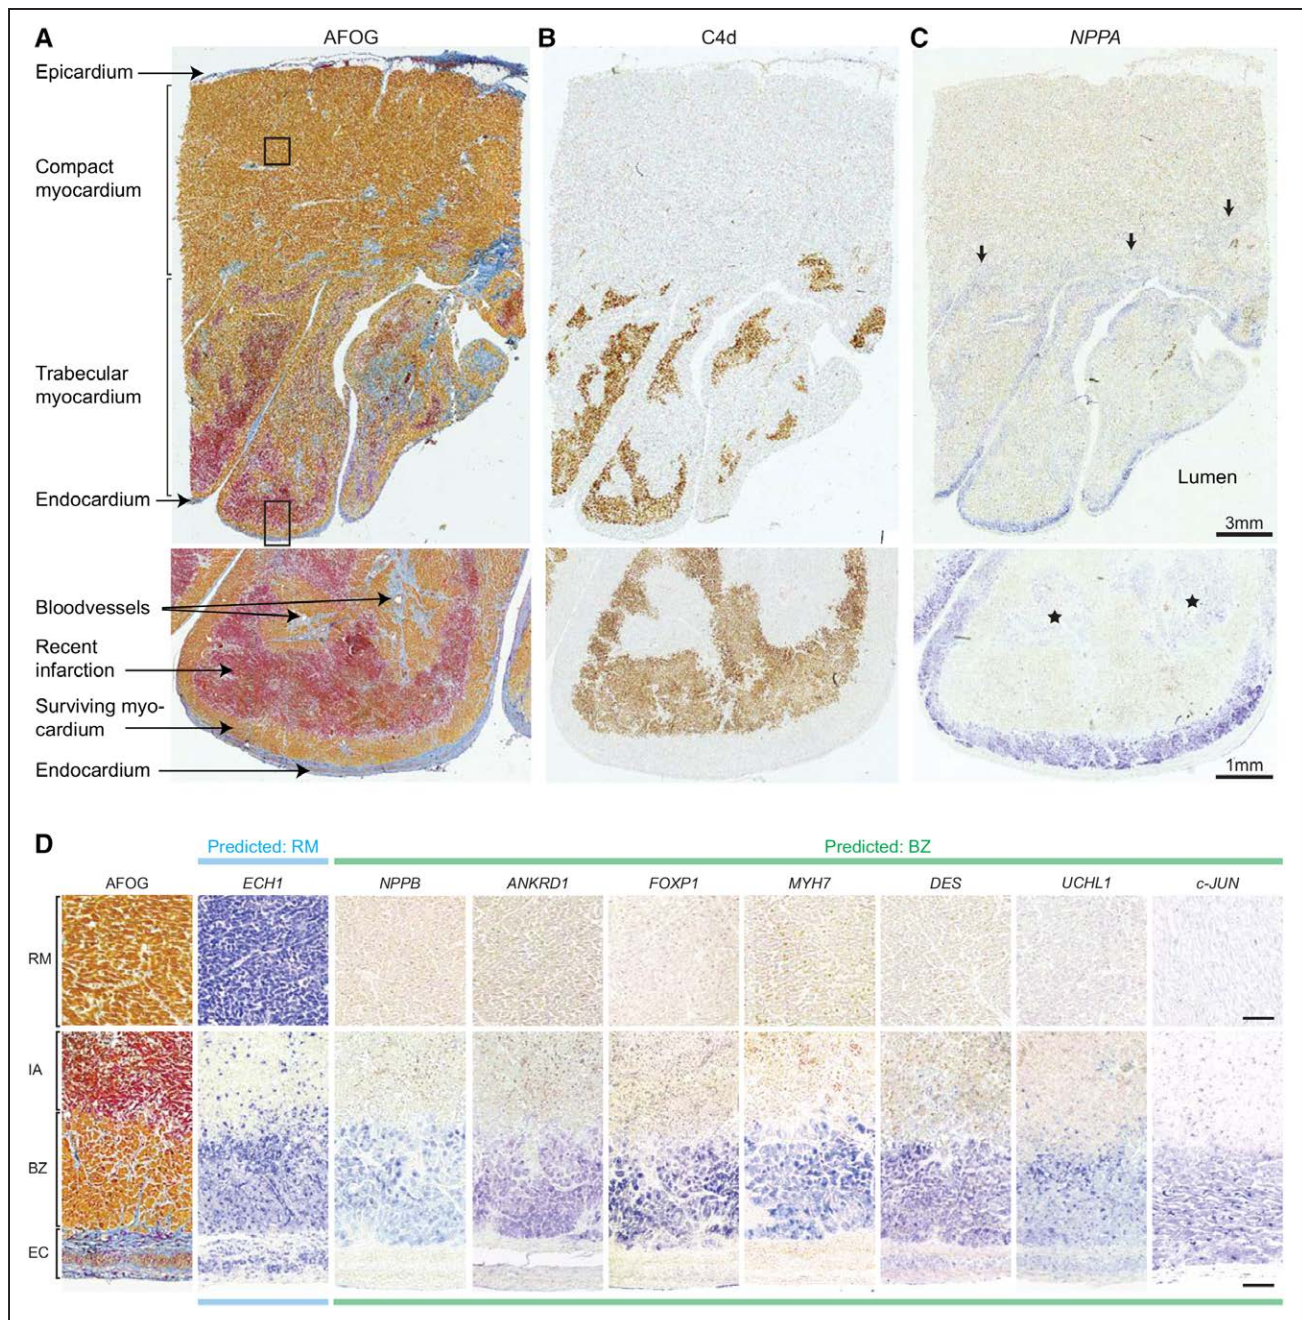 A AFOG B C4d C NPPA
Epicardium
Compact
myocardium
Trabecular
myocardium
Endocardium
Lumen
3mm
Bloodvessels
Recent
infarction
Surviving myo-
cardium
Endocardium
1mm
D Predicted: RM Predicted: BZ
AFOG ECH1 NPPB ANKRD1 FOXP1 MYH7 DES UCHL1 c-JUN
RM
IA
BZ
EC